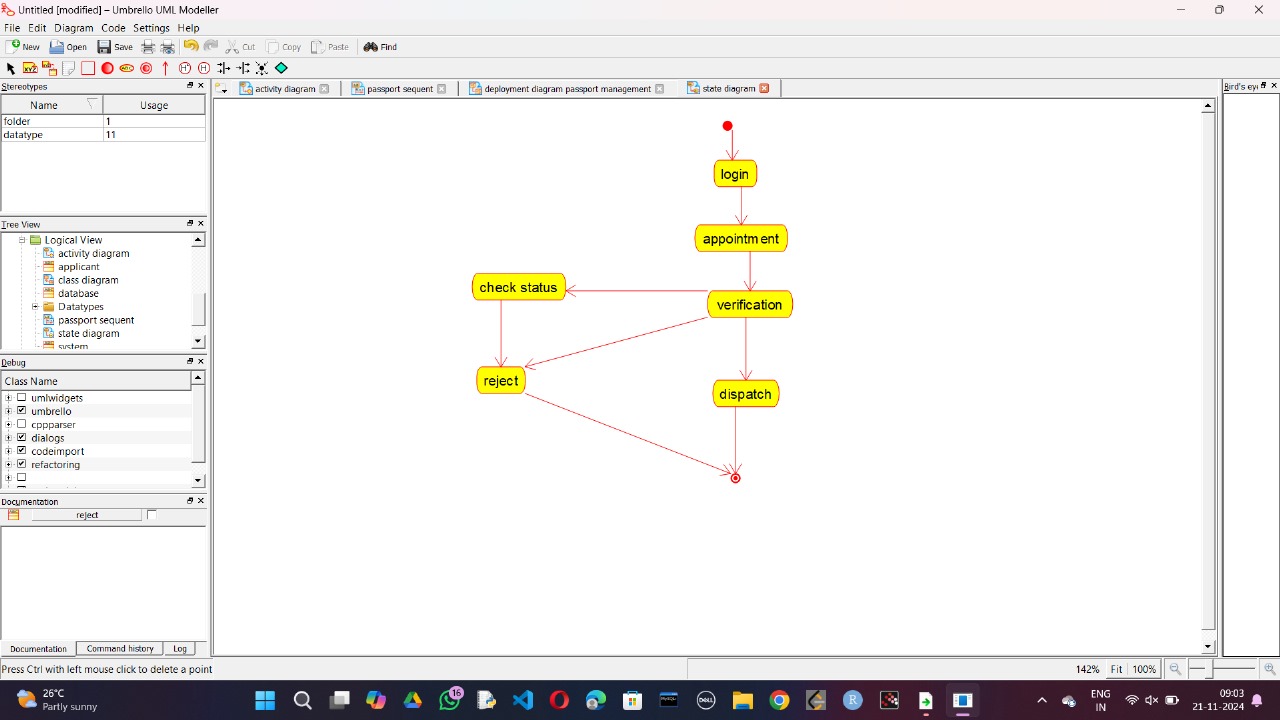 Untitled [modified] – Umbrello UML Modeller
File Edit Diagram Code Settings Help
New Open Save Cut Copy Paste Find
Stereotypes
Name Usage
folder 1
datatype 11
Tree View
Logical View
activity diagram
applicant
class diagram
database
Datatypes
passport sequent
state diagram
system
Debug
Class Name
umlwidgets
umbrello
cppparser
dialogs
codeimport
refactoring
Documentation
reject
Documentation Command history Log
activity diagram passport sequent deployment diagram passport management state diagram
login
appointment
check status
verification
reject
dispatch
Bird's ey
Press Ctrl with left mouse click to delete a point
142% Fit 100%
26°C
Partly sunny
16
ENG
IN
09:03
21-11-2024